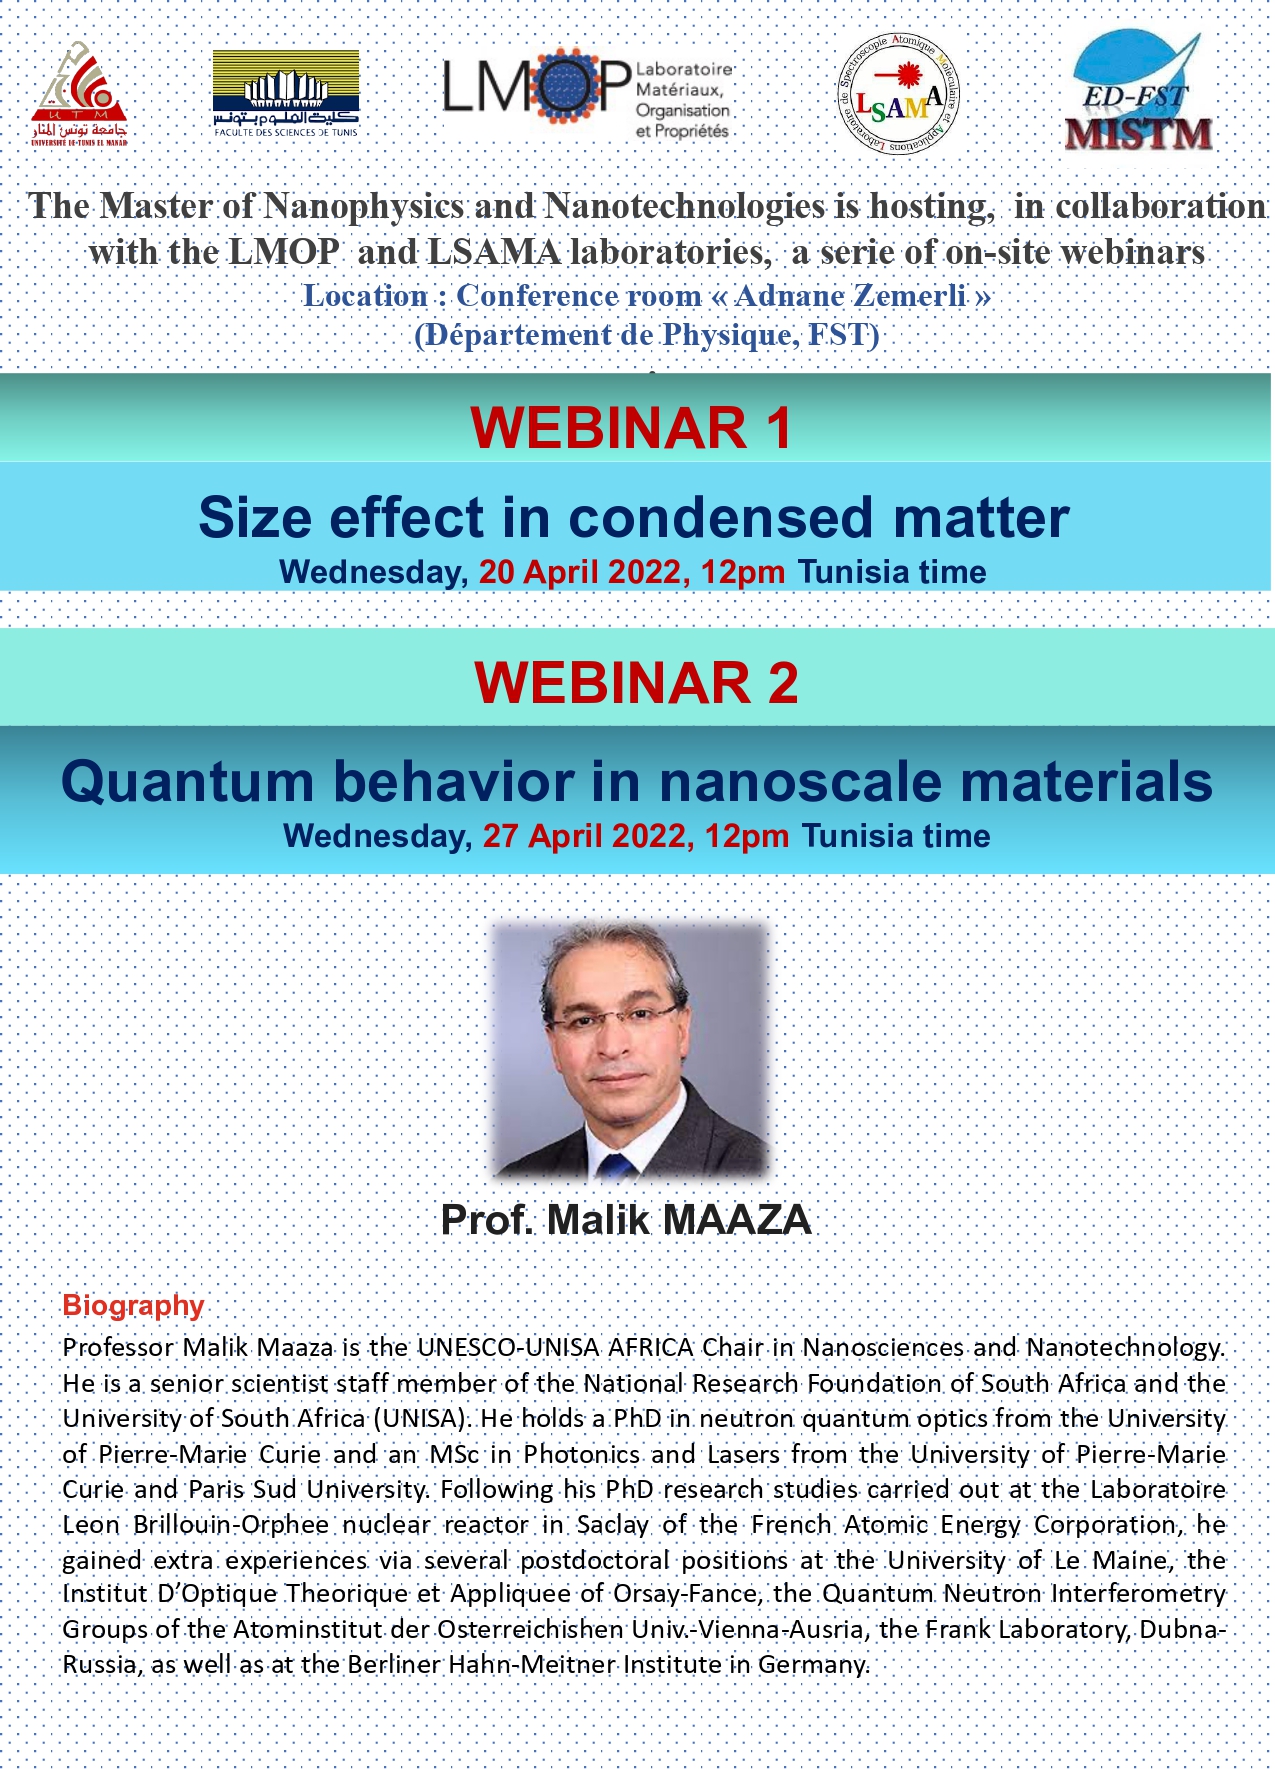 UTM
جامعة تونس المنار
UNIVERSITÉ DE TUNIS EL MANAR
كلية العلوم بتونس
FACULTE DES SCIENCES DE TUNIS
LMOP
Laboratoire
Matériaux,
Organisation
et Propriétés
Laboratoire de Spectroscopie Atomique Moléculaire et Applications
LSAMA
ED-FST
MISTM
The Master of Nanophysics and Nanotechnologies is hosting, in collaboration
with the LMOP and LSAMA laboratories, a serie of on-site webinars
Location : Conference room « Adnane Zemerli »
(Département de Physique, FST)
WEBINAR 1
Size effect in condensed matter
Wednesday, 20 April 2022, 12pm Tunisia time
WEBINAR 2
Quantum behavior in nanoscale materials
Wednesday, 27 April 2022, 12pm Tunisia time
Prof. Malik MAAZA
Biography
Professor Malik Maaza is the UNESCO-UNISA AFRICA Chair in Nanosciences and Nanotechnology.
He is a senior scientist staff member of the National Research Foundation of South Africa and the
University of South Africa (UNISA). He holds a PhD in neutron quantum optics from the University
of Pierre-Marie Curie and an MSc in Photonics and Lasers from the University of Pierre-Marie
Curie and Paris Sud University. Following his PhD research studies carried out at the Laboratoire
Leon Brillouin-Orphee nuclear reactor in Saclay of the French Atomic Energy Corporation, he
gained extra experiences via several postdoctoral positions at the University of Le Maine, the
Institut D’Optique Theorique et Appliquee of Orsay-Fance, the Quantum Neutron Interferometry
Groups of the Atominstitut der Osterreichishen Univ.-Vienna-Ausria, the Frank Laboratory, Dubna-
Russia, as well as at the Berliner Hahn-Meitner Institute in Germany.